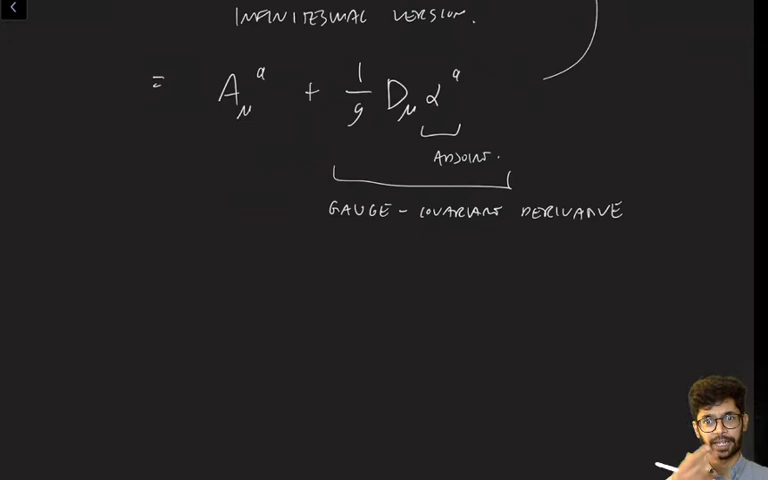 INFINITESIMAL VERSION.
= A_μ^a + 1/g D_μ α^a
ADJOINT.
GAUGE - COVARIANT DERIVATIVE